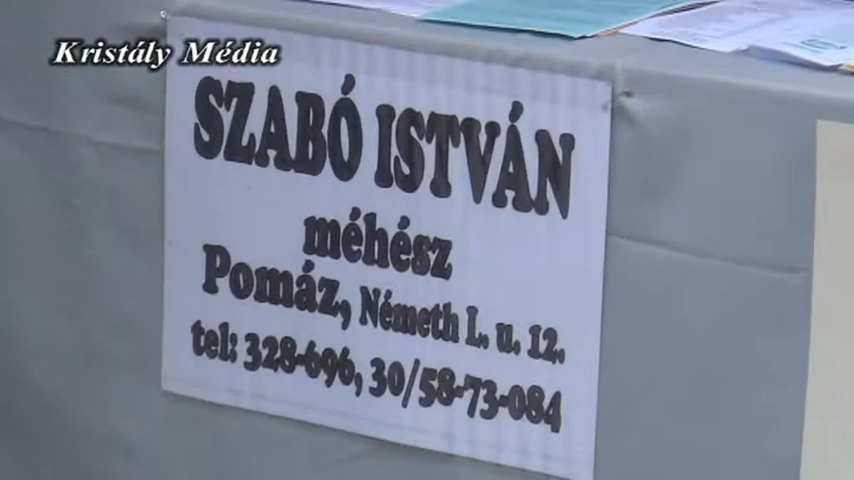 Kristály Média
SZABÓ ISTVÁN
méhész
Pomáz, Németh L. u. 12.
tel: 328-696, 30/58-73-084